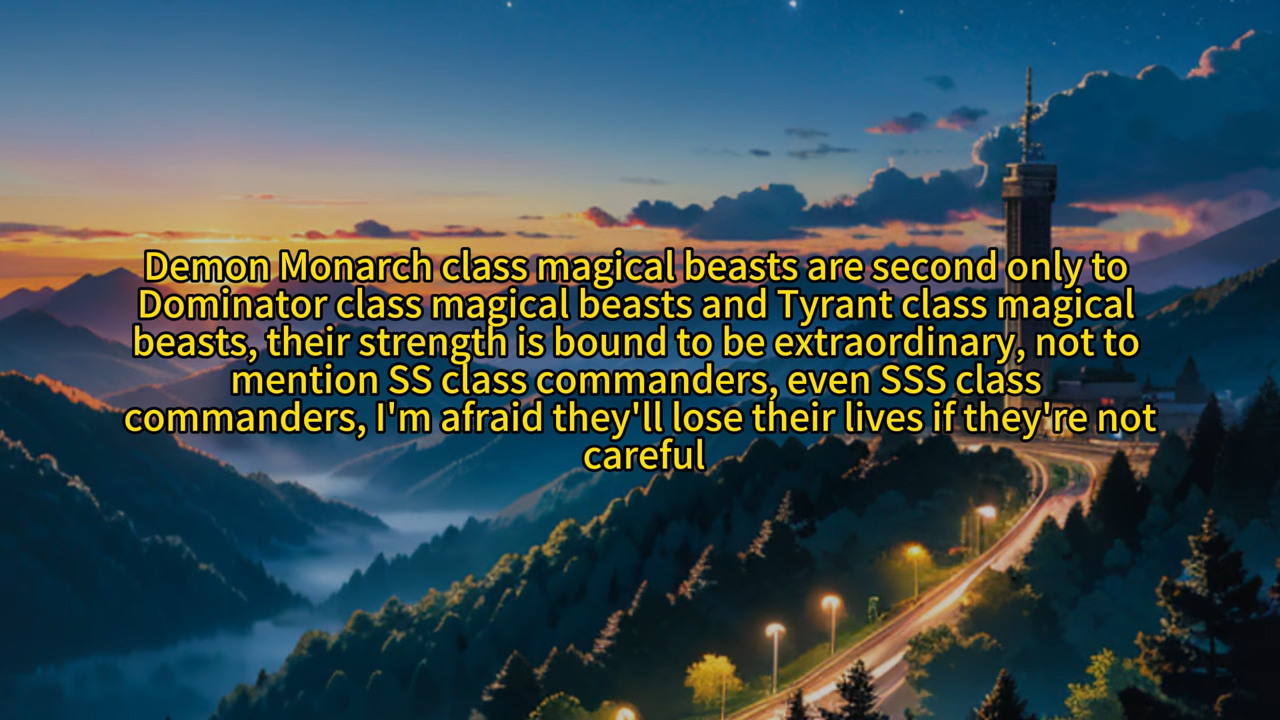 Demon Monarch class magical beasts are second only to
Dominator class magical beasts and Tyrant class magical
beasts, their strength is bound to be extraordinary, not to
mention SS class commanders, even SSS class
commanders, I'm afraid they'll lose their lives if they're not
careful